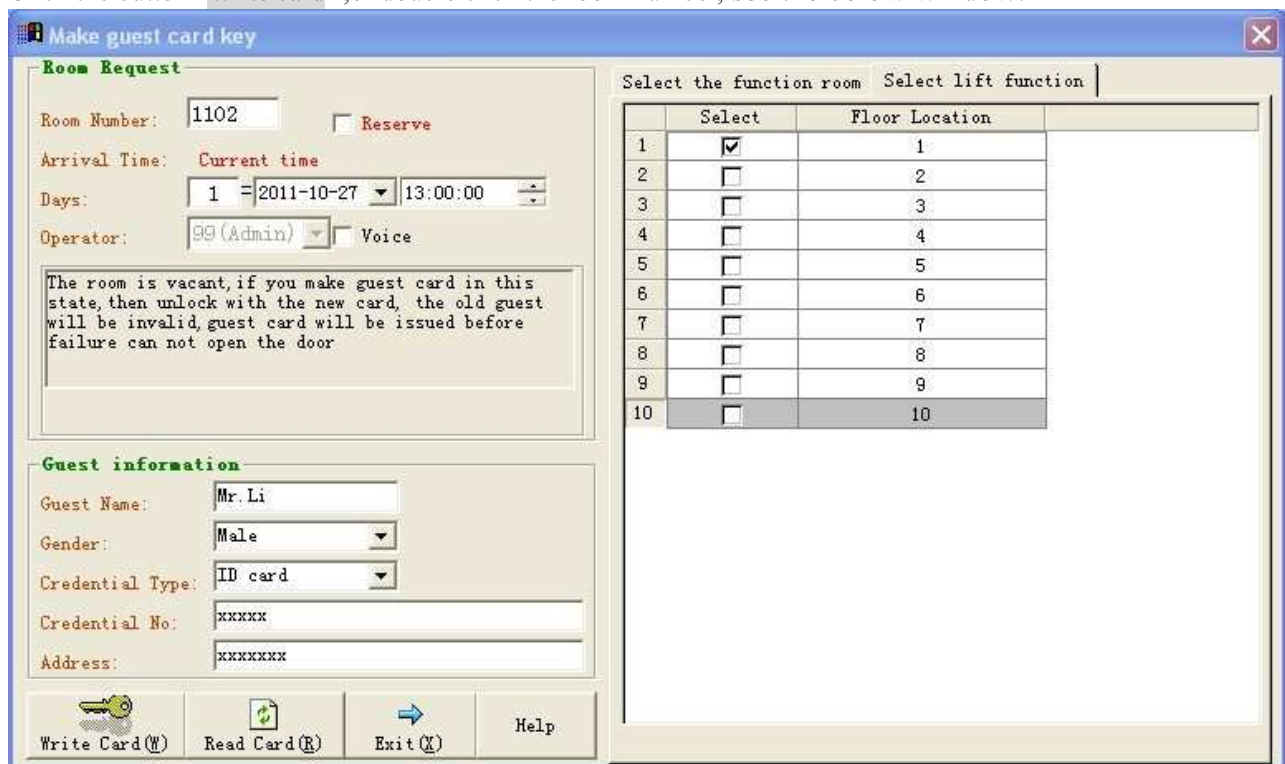 Make guest card key
Room Request
Room Number: 1102 Reserve
Arrival Time: Current time
Days: 1 = 2011-10-27 13:00:00
Operator: 99(Admin) Voice
The room is vacant,if you make guest card in this
state,then unlock with the new card, the old guest
will be invalid,guest card will be issued before
failure can not open the door
Guest information
Guest Name: Mr.Li
Gender: Male
Credential Type: ID card
Credential No: xxxxx
Address: xxxxxxx
Write Card(W) Read Card(R) Exit(X) Help
Select the function room Select lift function
Select Floor Location
1 1
2 2
3 3
4 4
5 5
6 6
7 7
8 8
9 9
10 10